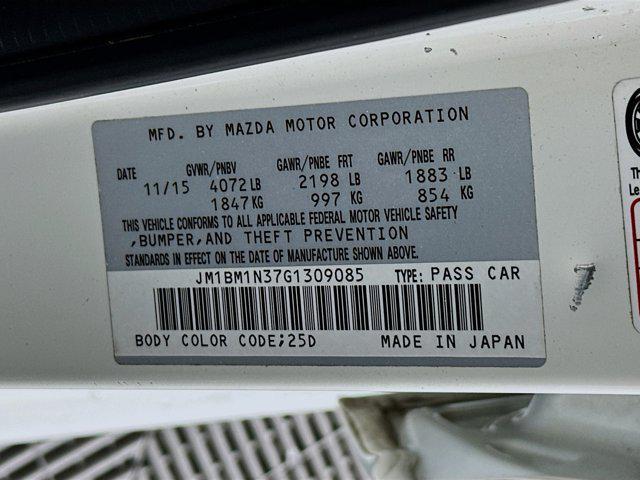 MFD. BY MAZDA MOTOR CORPORATION
DATE GVWR/PNBV GAWR/PNBE FRT GAWR/PNBE RR
11/15 4072 LB 2198 LB 1883 LB
1847 KG 997 KG 854 KG
THIS VEHICLE CONFORMS TO ALL APPLICABLE FEDERAL MOTOR VEHICLE SAFETY
,BUMPER,AND THEFT PREVENTION
STANDARDS IN EFFECT ON THE DATE OF MANUFACTURE SHOWN ABOVE.
JM1BM1N37G1309085 TYPE: PASS CAR
BODY COLOR CODE;25D MADE IN JAPAN